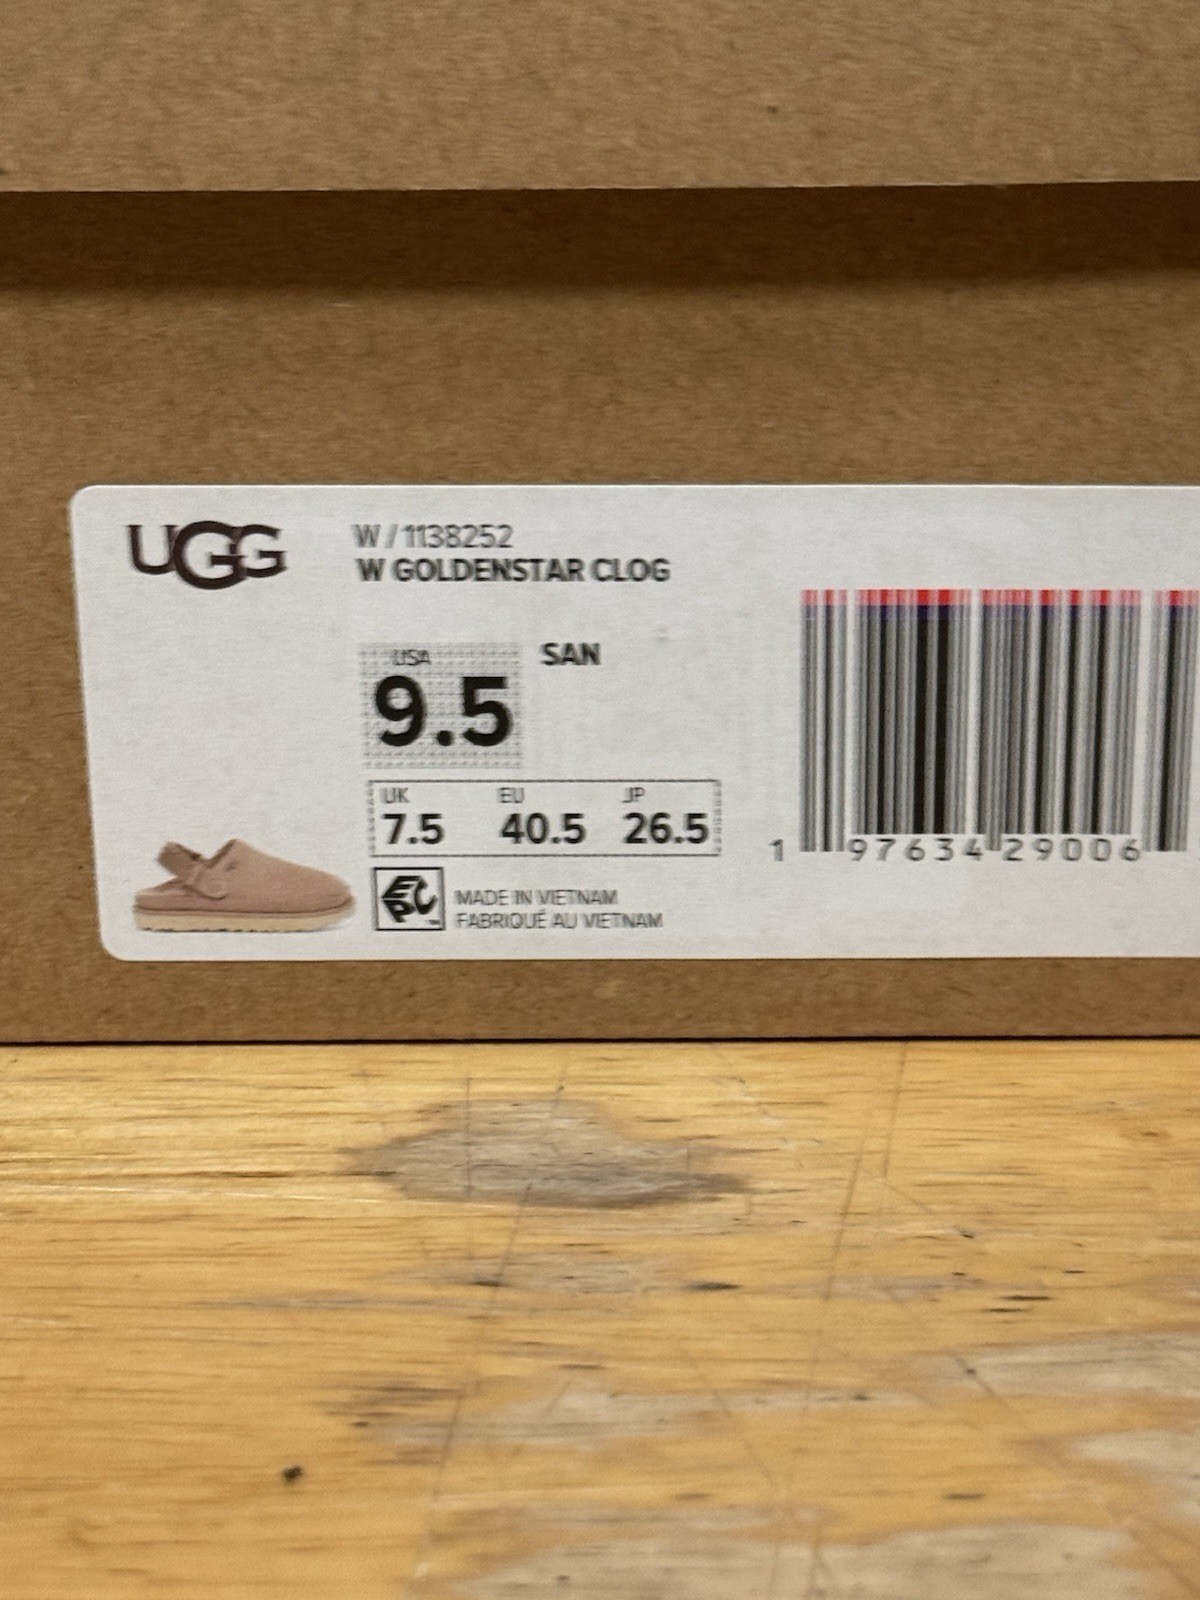 UGG
W / 1138252
W GOLDENSTAR CLOG
USA
9.5
SAN
UK EU JP
7.5 40.5 26.5
EPC
MADE IN VIETNAM
FABRIQUÉ AU VIETNAM
1 97634 29006